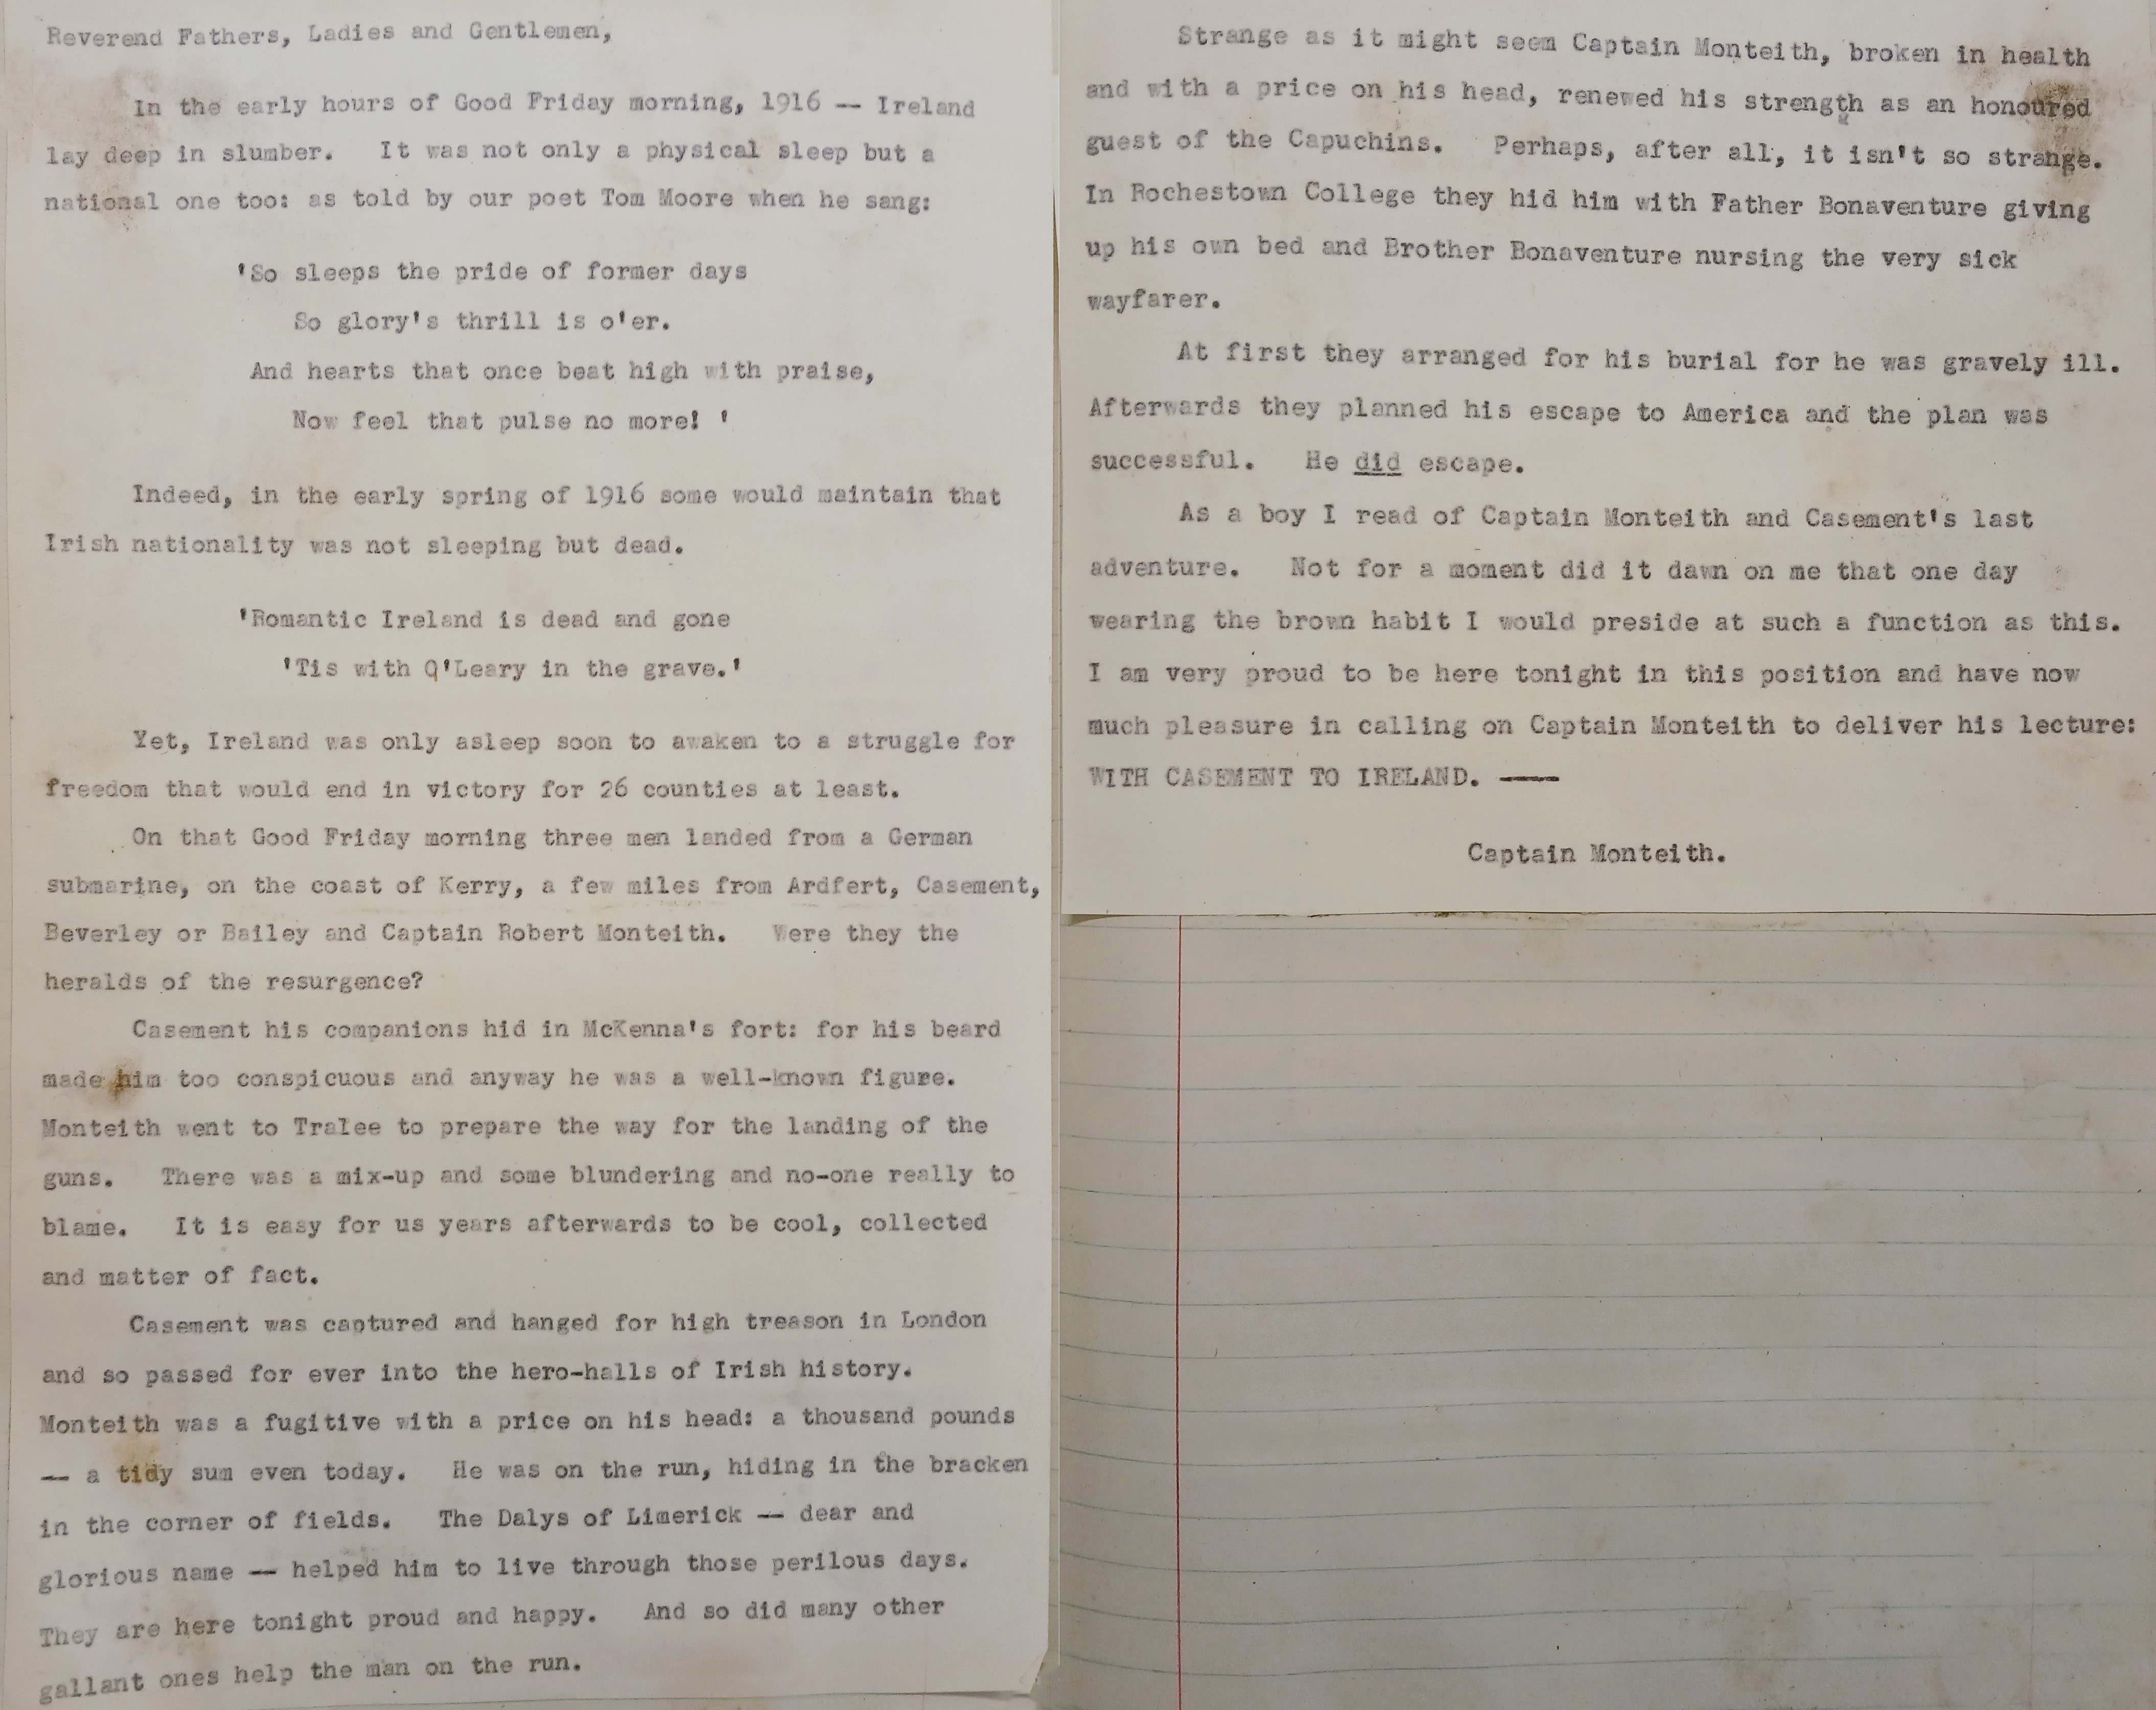 Reverend Fathers, Ladies and Gentlemen,
In the early hours of Good Friday morning, 1916 -- Ireland
lay deep in slumber. It was not only a physical sleep but a
national one too: as told by our poet Tom Moore when he sang:
'So sleeps the pride of former days
So glory's thrill is o'er.
And hearts that once beat high with praise,
Now feel that pulse no more! '
Indeed, in the early spring of 1916 some would maintain that
Irish nationality was not sleeping but dead.
'Romantic Ireland is dead and gone
'Tis with O'Leary in the grave.'
Yet, Ireland was only asleep soon to awaken to a struggle for
freedom that would end in victory for 26 counties at least.
On that Good Friday morning three men landed from a German
submarine, on the coast of Kerry, a few miles from Ardfert, Casement,
Beverley or Bailey and Captain Robert Monteith. Were they the
heralds of the resurgence?
Casement his companions hid in McKenna's fort: for his beard
made him too conspicuous and anyway he was a well-known figure.
Monteith went to Tralee to prepare the way for the landing of the
guns. There was a mix-up and some blundering and no-one really to
blame. It is easy for us years afterwards to be cool, collected
and matter of fact.
Casement was captured and hanged for high treason in London
and so passed for ever into the hero-halls of Irish history.
Monteith was a fugitive with a price on his head: a thousand pounds
-- a tidy sum even today. He was on the run, hiding in the bracken
in the corner of fields. The Dalys of Limerick -- dear and
glorious name -- helped him to live through those perilous days.
They are here tonight proud and happy. And so did many other
gallant ones help the man on the run.
Strange as it might seem Captain Monteith, broken in health
and with a price on his head, renewed his strength as an honoured
guest of the Capuchins. Perhaps, after all, it isn't so strange.
In Rochestown College they hid him with Father Bonaventure giving
up his own bed and Brother Bonaventure nursing the very sick
wayfarer.
At first they arranged for his burial for he was gravely ill.
Afterwards they planned his escape to America and the plan was
successful. He did escape.
As a boy I read of Captain Monteith and Casement's last
adventure. Not for a moment did it dawn on me that one day
wearing the brown habit I would preside at such a function as this.
I am very proud to be here tonight in this position and have now
much pleasure in calling on Captain Monteith to deliver his lecture:
WITH CASEMENT TO IRELAND. ——
Captain Monteith.